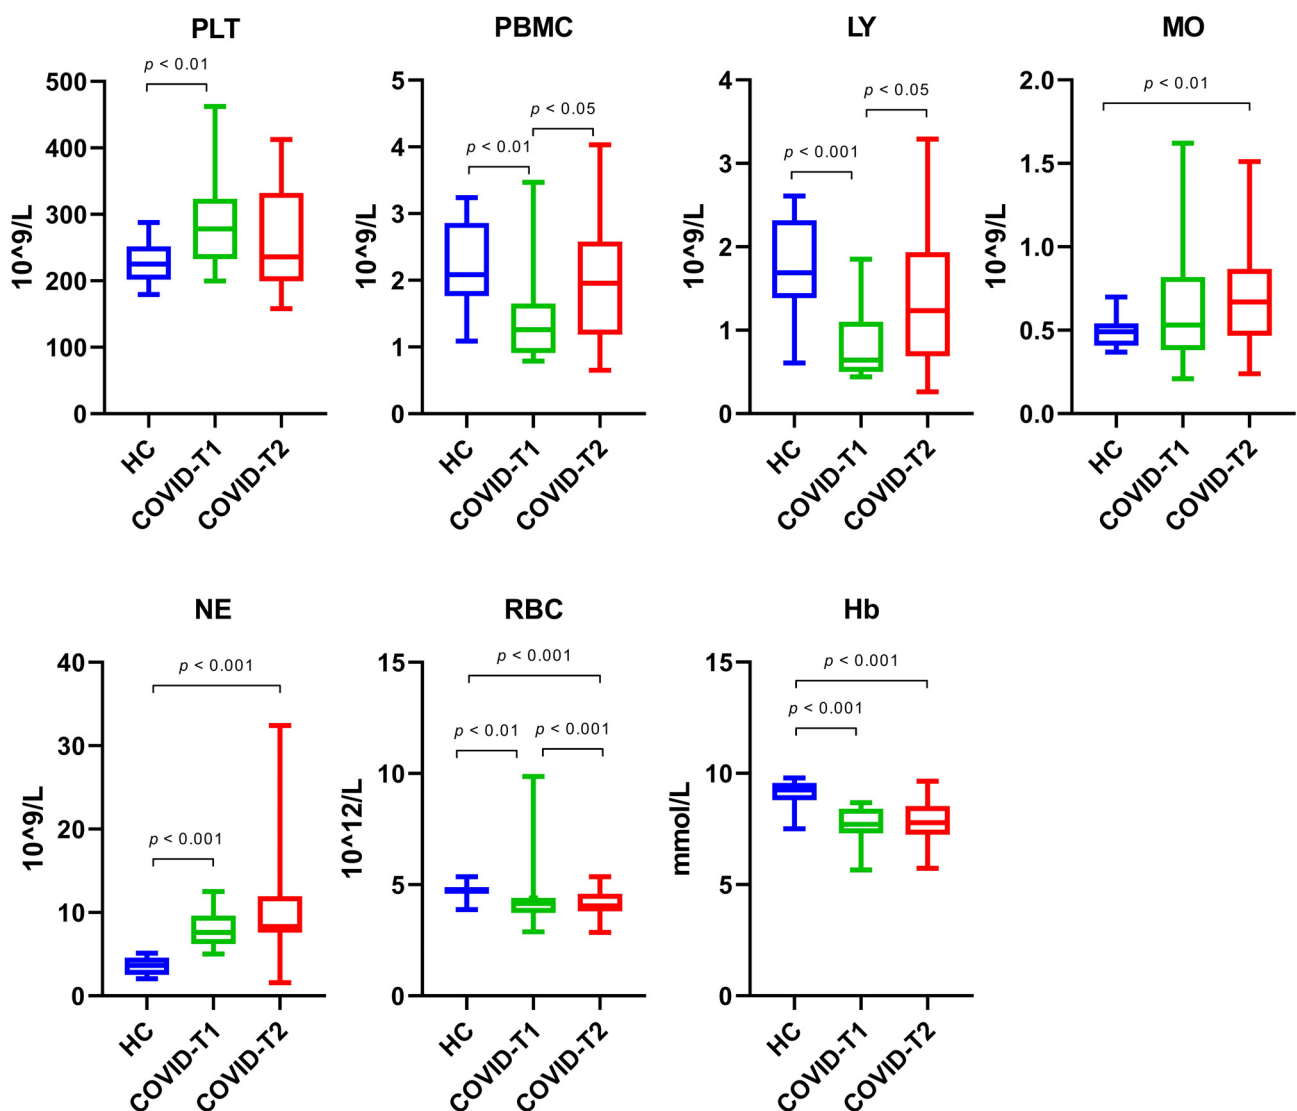 PLT
PBMC
LY
MO
p < 0.01
500
400
300
200
100
0
10^9/L
HC
COVID-T1
COVID-T2
p < 0.01
p < 0.05
5
4
3
2
1
0
10^9/L
HC
COVID-T1
COVID-T2
p < 0.001
p < 0.05
4
3
2
1
0
10^9/L
HC
COVID-T1
COVID-T2
p < 0.01
2.0
1.5
1.0
0.5
0.0
10^9/L
HC
COVID-T1
COVID-T2
NE
RBC
Hb
p < 0.001
p < 0.001
40
30
20
10
0
10^9/L
HC
COVID-T1
COVID-T2
p < 0.001
p < 0.01
p < 0.001
15
10
5
0
10^12/L
HC
COVID-T1
COVID-T2
p < 0.001
p < 0.001
15
10
5
0
mmol/L
HC
COVID-T1
COVID-T2